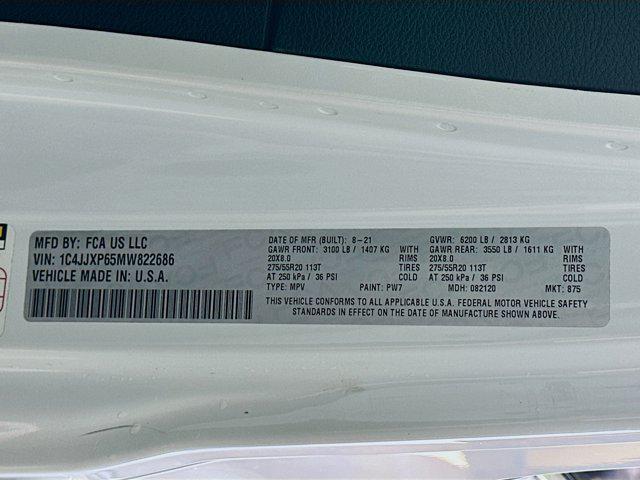 MFD BY: FCA US LLC
VIN: 1C4JJXP65MW822686
VEHICLE MADE IN: U.S.A.
DATE OF MFR (BUILT): 8-21
GAWR FRONT: 3100 LB / 1407 KG WITH
20X8.0 RIMS
275/55R20 113T TIRES
AT 250 kPa / 36 PSI COLD
TYPE: MPV PAINT: PW7
GVWR: 6200 LB / 2813 KG
GAWR REAR: 3550 LB / 1611 KG WITH
20X8.0 RIMS
275/55R20 113T TIRES
AT 250 kPa / 36 PSI COLD
MDH: 082120 MKT: 875
THIS VEHICLE CONFORMS TO ALL APPLICABLE U.S.A. FEDERAL MOTOR VEHICLE SAFETY
STANDARDS IN EFFECT ON THE DATE OF MANUFACTURE SHOWN ABOVE.